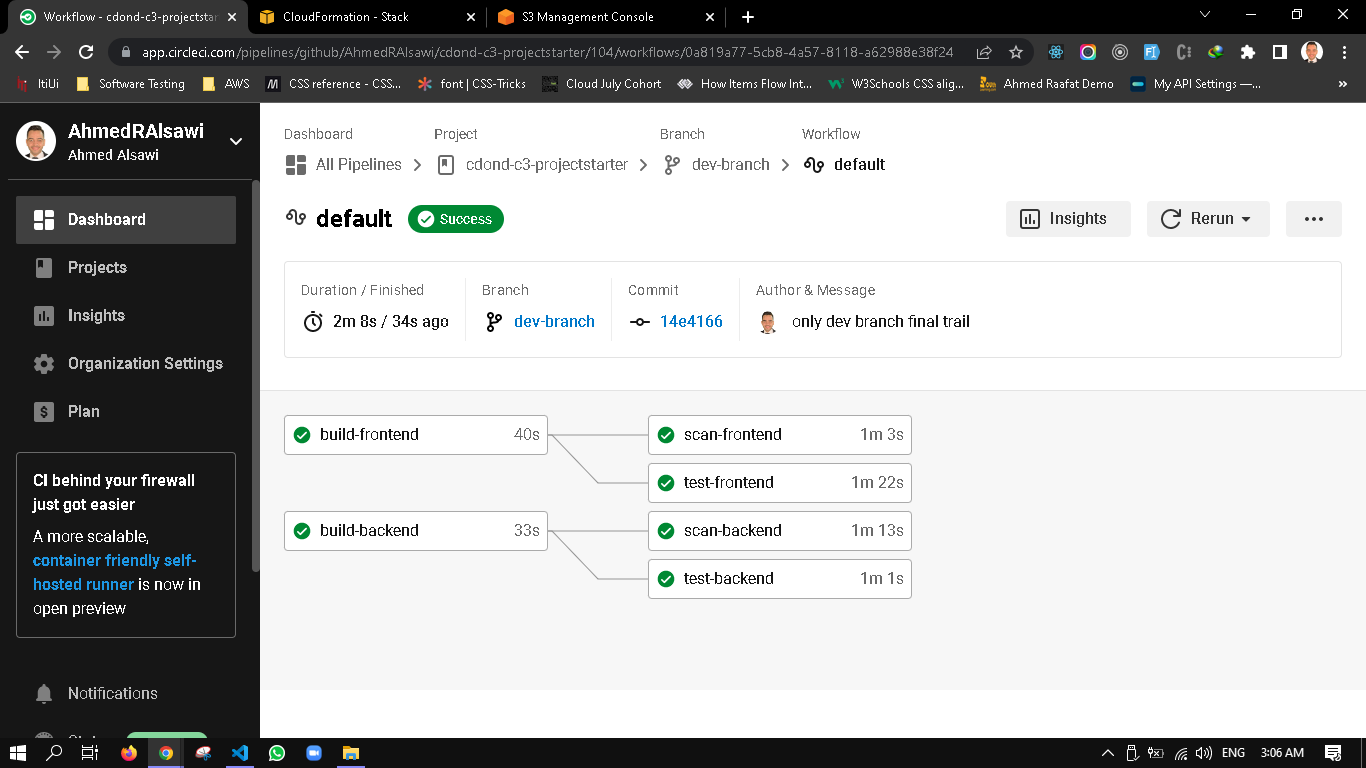 Workflow - cdond-c3-projectstar
CloudFormation - Stack
S3 Management Console
app.circleci.com/pipelines/github/AhmedRAlsawi/cdond-c3-projectstarter/104/workflows/0a819a77-5cb8-4a57-8118-a62988e38f24
ItiUi
Software Testing
AWS
CSS reference - CSS...
font | CSS-Tricks
Cloud July Cohort
How Items Flow Int...
W3Schools CSS alig...
Ahmed Raafat Demo
My API Settings —...
»
AhmedRAlsawi
Ahmed Alsawi
Dashboard
Projects
Insights
Organization Settings
Plan
CI behind your firewall
just got easier
A more scalable,
container friendly self-
hosted runner is now in
open preview
Notifications
Dashboard Project Branch Workflow
All Pipelines cdond-c3-projectstarter dev-branch default
default Success
Insights Rerun
Duration / Finished Branch Commit Author & Message
2m 8s / 34s ago dev-branch 14e4166 only dev branch final trail
build-frontend 40s scan-frontend 1m 3s
test-frontend 1m 22s
build-backend 33s scan-backend 1m 13s
test-backend 1m 1s
ENG 3:06 AM